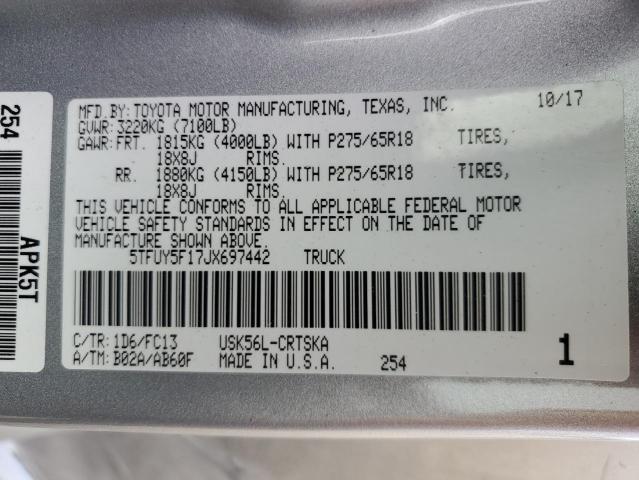 MFD.BY: TOYOTA MOTOR MANUFACTURING, TEXAS, INC. 10/17
GVWR: 3220KG (7100LB)
GAWR: FRT. 1815KG (4000LB) WITH P275/65R18 TIRES,
18X8J RIMS.
RR. 1880KG (4150LB) WITH P275/65R18 TIRES,
18X8J RIMS.
THIS VEHICLE CONFORMS TO ALL APPLICABLE FEDERAL MOTOR
VEHICLE SAFETY STANDARDS IN EFFECT ON THE DATE OF
MANUFACTURE SHOWN ABOVE.
5TFUY5F17JX697442 TRUCK
C/TR: 1D6/FC13 USK56L-CRTSKA
A/TM: B02A/AB60F MADE IN U.S.A. 254 1
254
APK5T